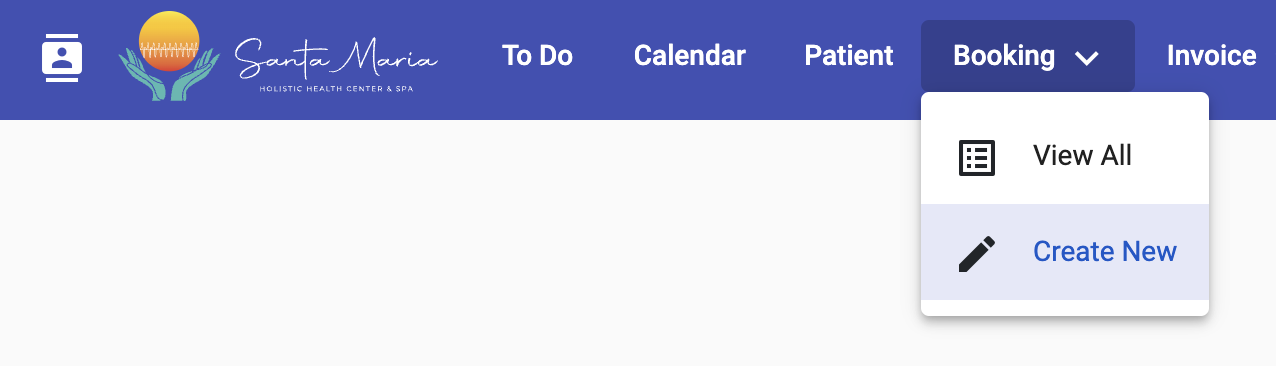 Santa Maria
HOLISTIC HEALTH CENTER & SPA
To Do
Calendar
Patient
Booking
Invoice
View All
Create New